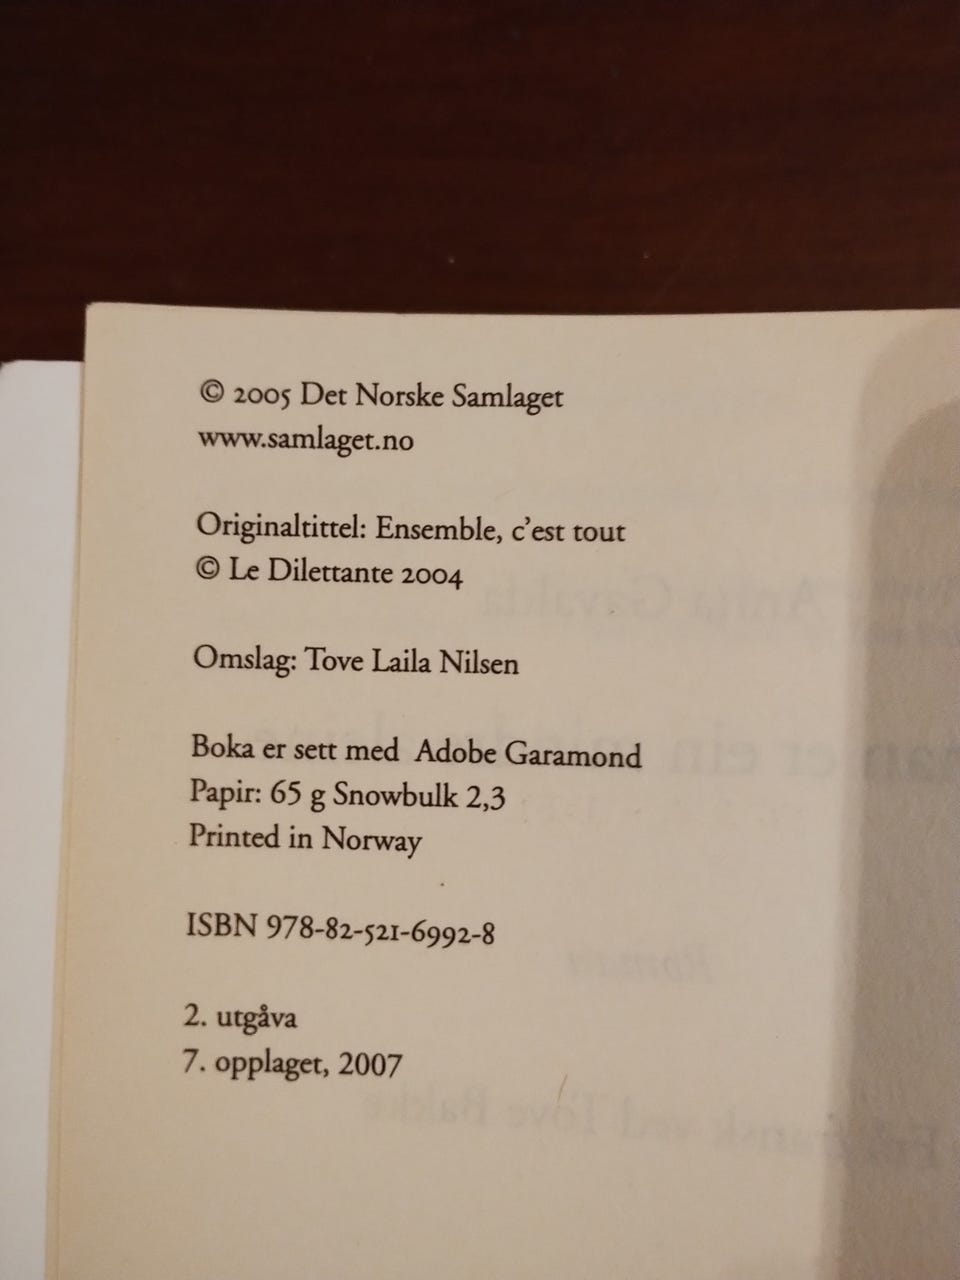 © 2005 Det Norske Samlaget
www.samlaget.no
Originaltittel: Ensemble, c'est tout
© Le Dilettante 2004
Omslag: Tove Laila Nilsen
Boka er sett med Adobe Garamond
Papir: 65 g Snowbulk 2,3
Printed in Norway
ISBN 978-82-521-6992-8
2. utgåva
7. opplaget, 2007